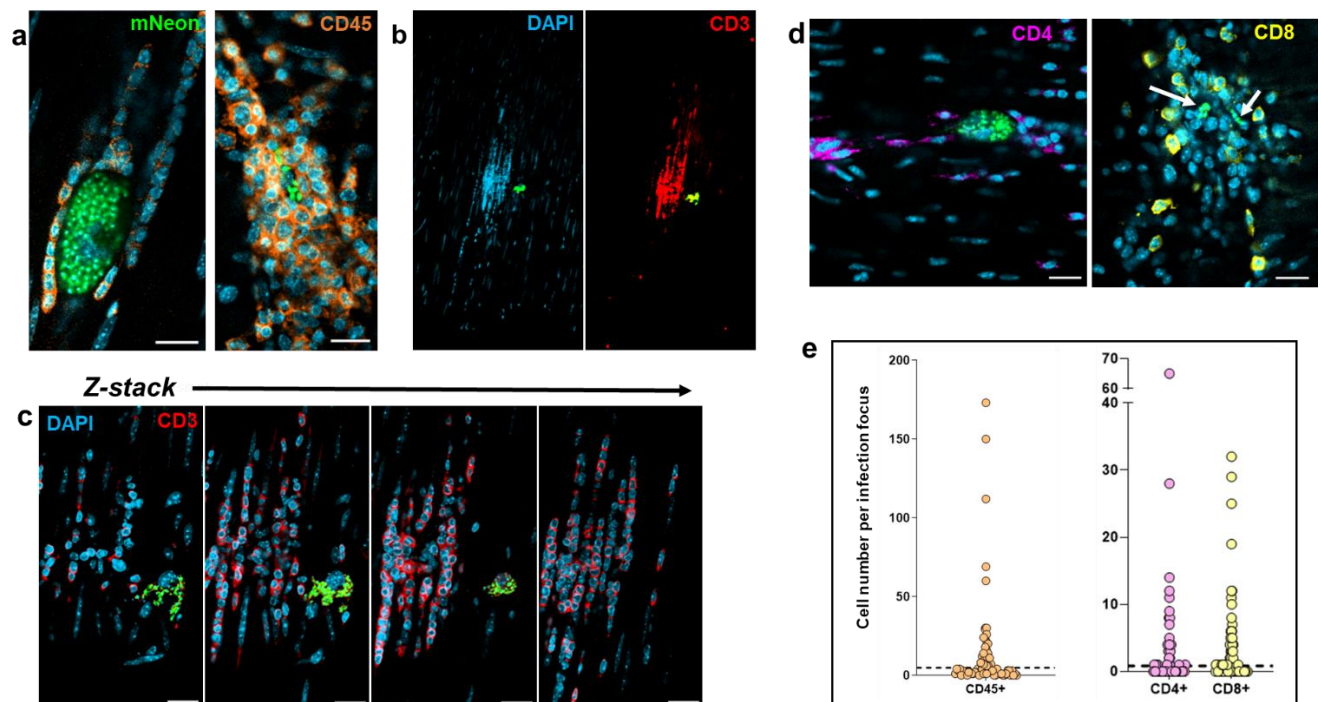 a
mNeon
CD45
b
DAPI
CD3
Z-stack
c
DAPI
CD3
d
CD4
CD8
e
Cell number per infection focus
200
150
100
50
0
CD45+
70
60
40
30
20
10
0
CD4+
CD8+